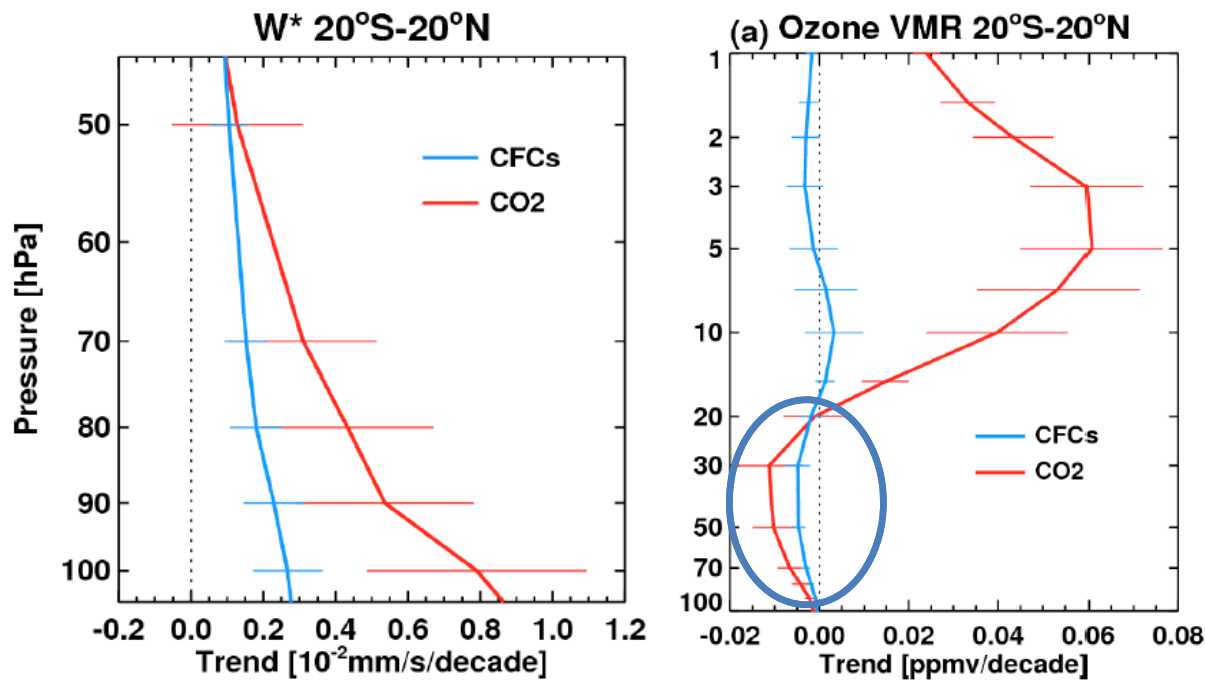 W* 20°S-20°N
Pressure [hPa]
50
60
70
80
90
100
CFCs
CO2
-0.2 0.0 0.2 0.4 0.6 0.8 1.0 1.2
Trend [10⁻²mm/s/decade]
(a) Ozone VMR 20°S-20°N
1
2
3
5
10
20
30
50
70
100
CFCs
CO2
-0.02 0.00 0.02 0.04 0.06 0.08
Trend [ppmv/decade]